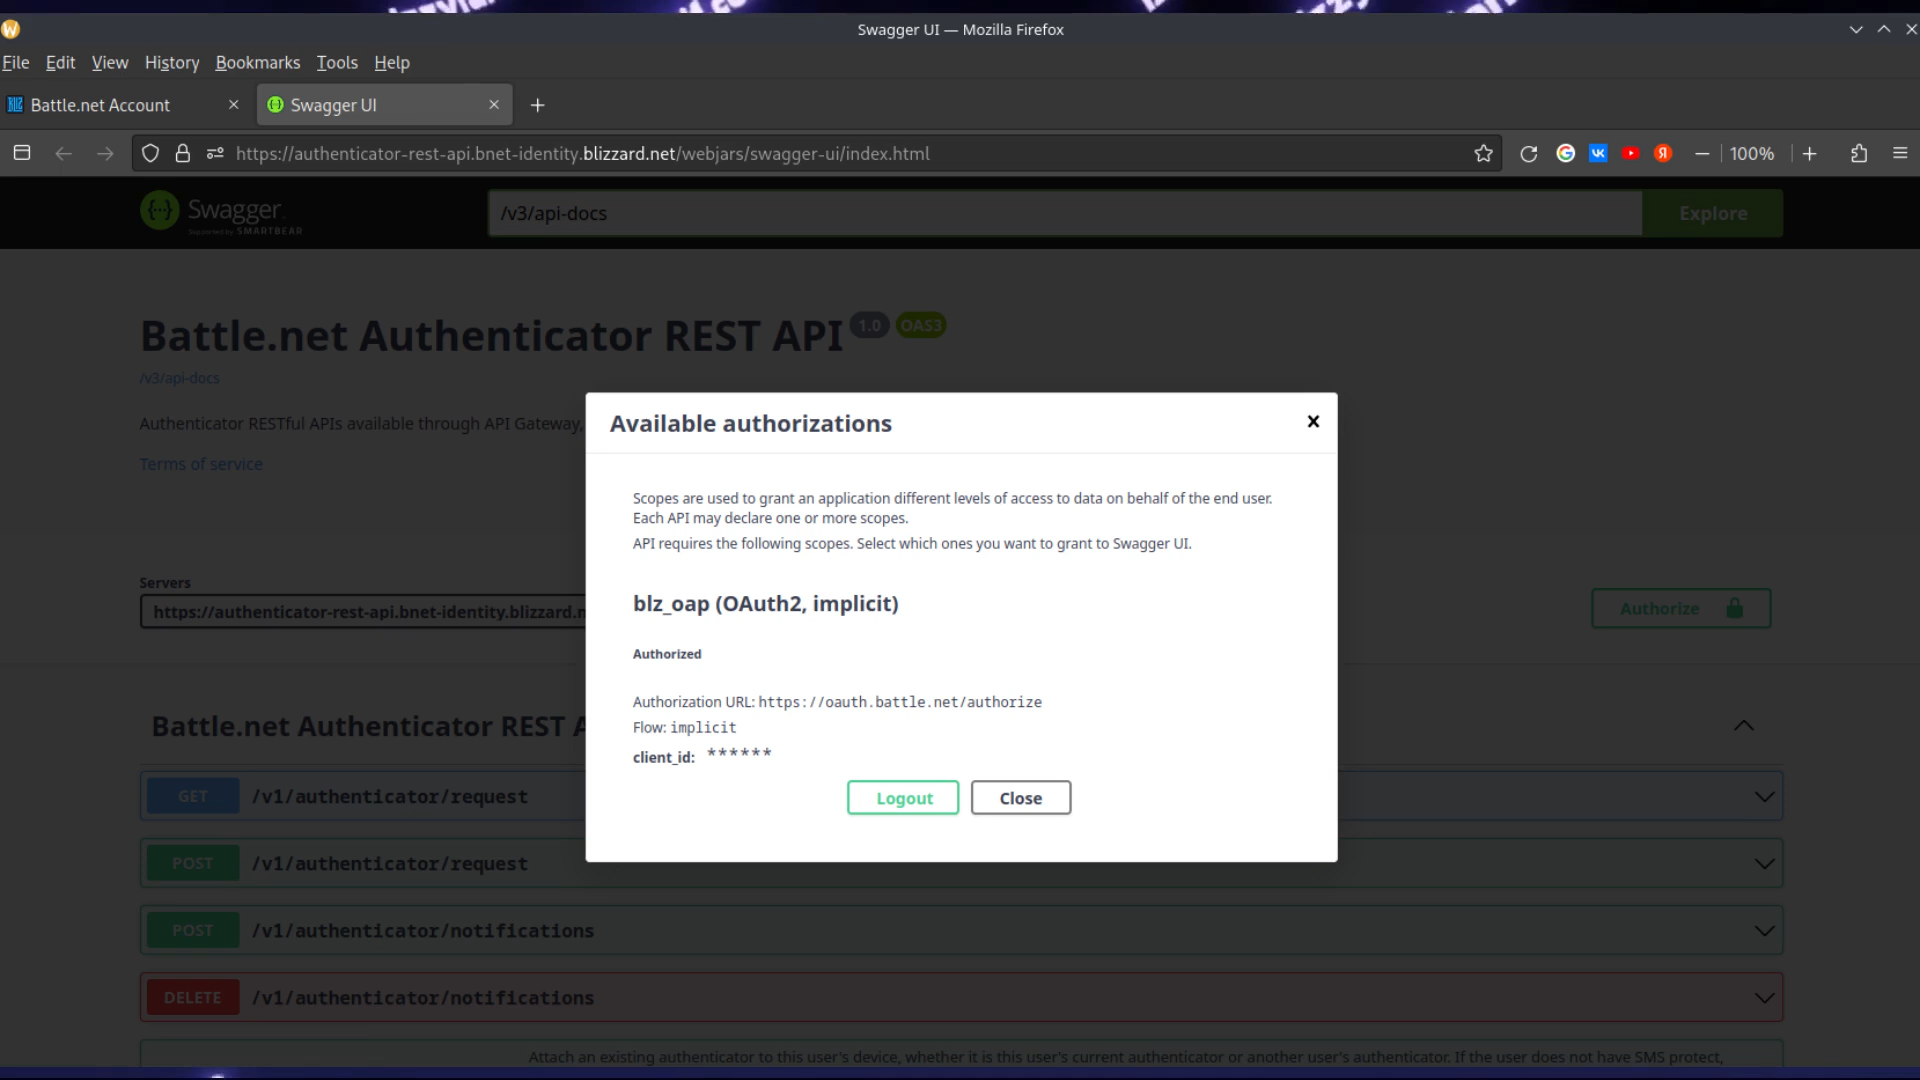 Swagger UI — Mozilla Firefox
File Edit View History Bookmarks Tools Help
Battle.net Account
Swagger UI
https://authenticator-rest-api.bnet-identity.blizzard.net/webjars/swagger-ui/index.html
100%
Swagger.
Supported by SMARTBEAR
/v3/api-docs
Explore
Battle.net Authenticator REST API 1.0 OAS3
/v3/api-docs
Authenticator RESTful APIs available through API Gateway,
Terms of service
Available authorizations
Scopes are used to grant an application different levels of access to data on behalf of the end user.
Each API may declare one or more scopes.
API requires the following scopes. Select which ones you want to grant to Swagger UI.
blz_oap (OAuth2, implicit)
Authorized
Authorization URL: https://oauth.battle.net/authorize
Flow: implicit
client_id: ******
Logout
Close
Servers
https://authenticator-rest-api.bnet-identity.blizzard.n
Authorize
Battle.net Authenticator REST A
GET /v1/authenticator/request
POST /v1/authenticator/request
POST /v1/authenticator/notifications
DELETE /v1/authenticator/notifications
Attach an existing authenticator to this user's device, whether it is this user's current authenticator or another user's authenticator. If the user does not have SMS protect,